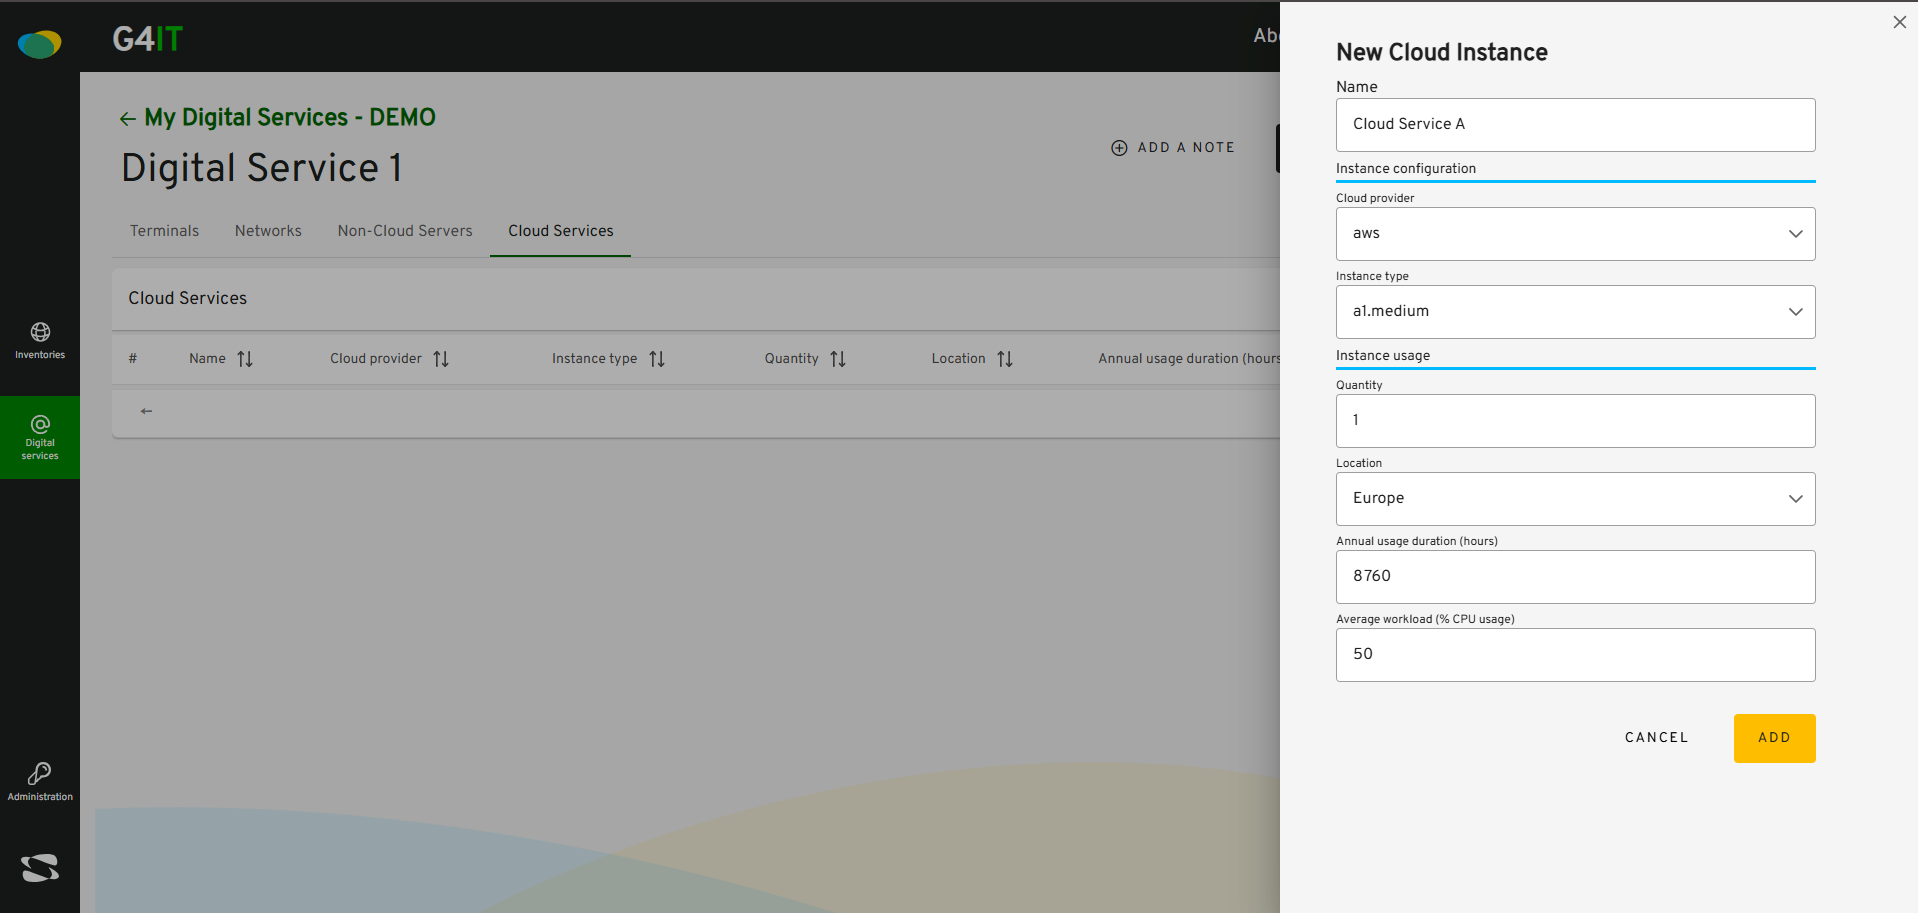 G4IT
Abo
My Digital Services - DEMO
Digital Service 1
ADD A NOTE
Terminals Networks Non-Cloud Servers Cloud Services
Cloud Services
# Name Cloud provider Instance type Quantity Location Annual usage duration (hours
Inventories
Digital
services
Administration
New Cloud Instance
Name
Cloud Service A
Instance configuration
Cloud provider
aws
Instance type
a1.medium
Instance usage
Quantity
1
Location
Europe
Annual usage duration (hours)
8760
Average workload (% CPU usage)
50
CANCEL ADD